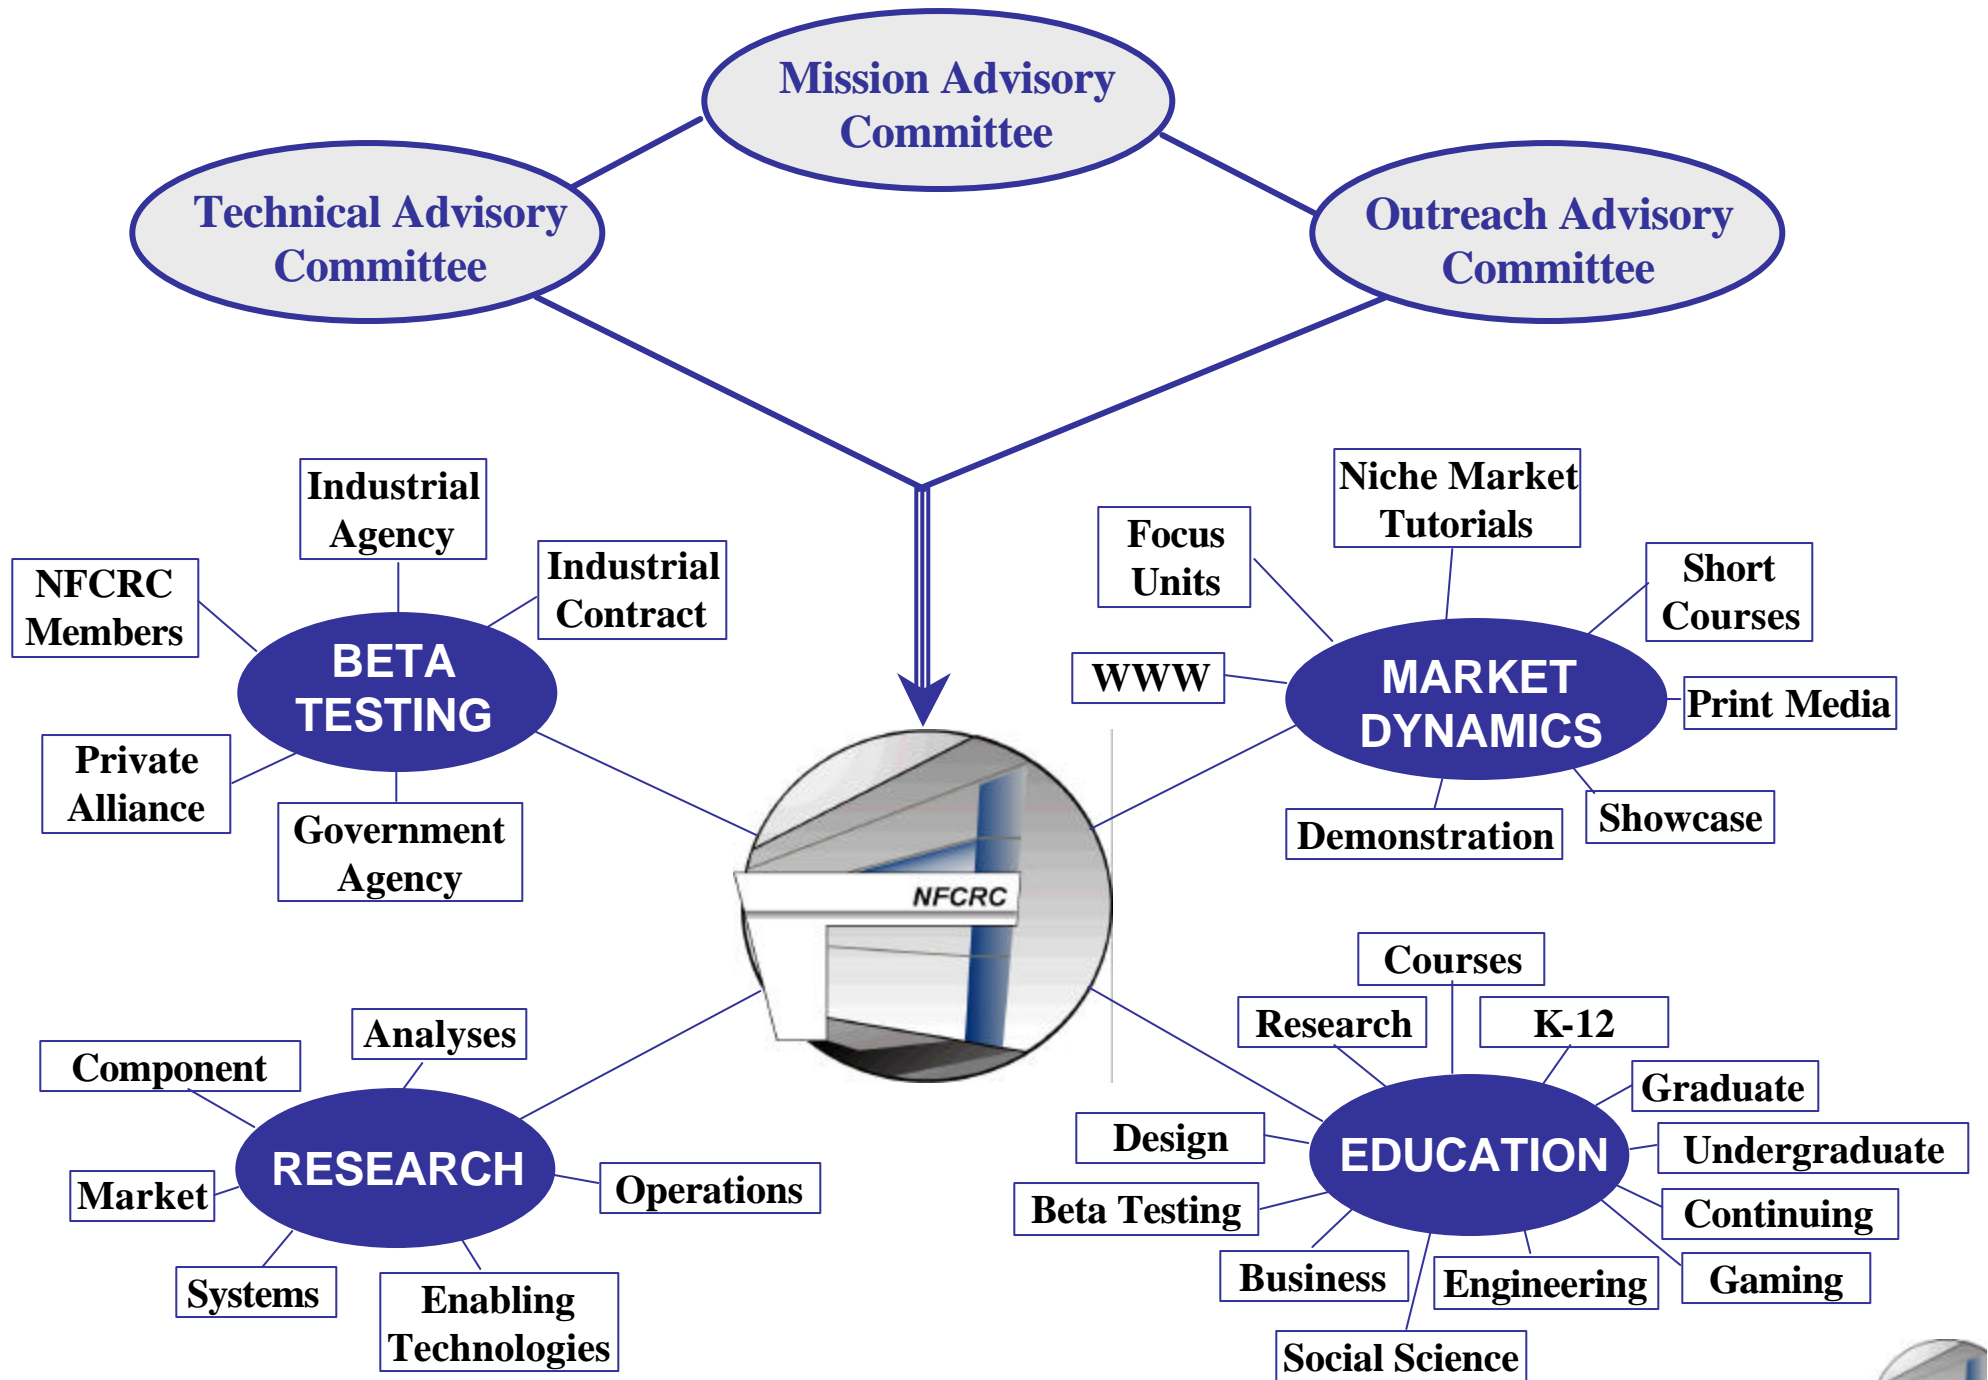 Mission Advisory
Committee
Technical Advisory
Committee
Outreach Advisory
Committee
Industrial
Agency
Industrial
Contract
NFCRC
Members
BETA
TESTING
Private
Alliance
Government
Agency
Niche Market
Tutorials
Focus
Units
Short
Courses
WWW
MARKET
DYNAMICS
Print Media
Showcase
Demonstration
NFCRC
Analyses
Component
RESEARCH
Market
Operations
Systems
Enabling
Technologies
Courses
Research
K-12
Graduate
Design
EDUCATION
Undergraduate
Beta Testing
Continuing
Business
Engineering
Gaming
Social Science